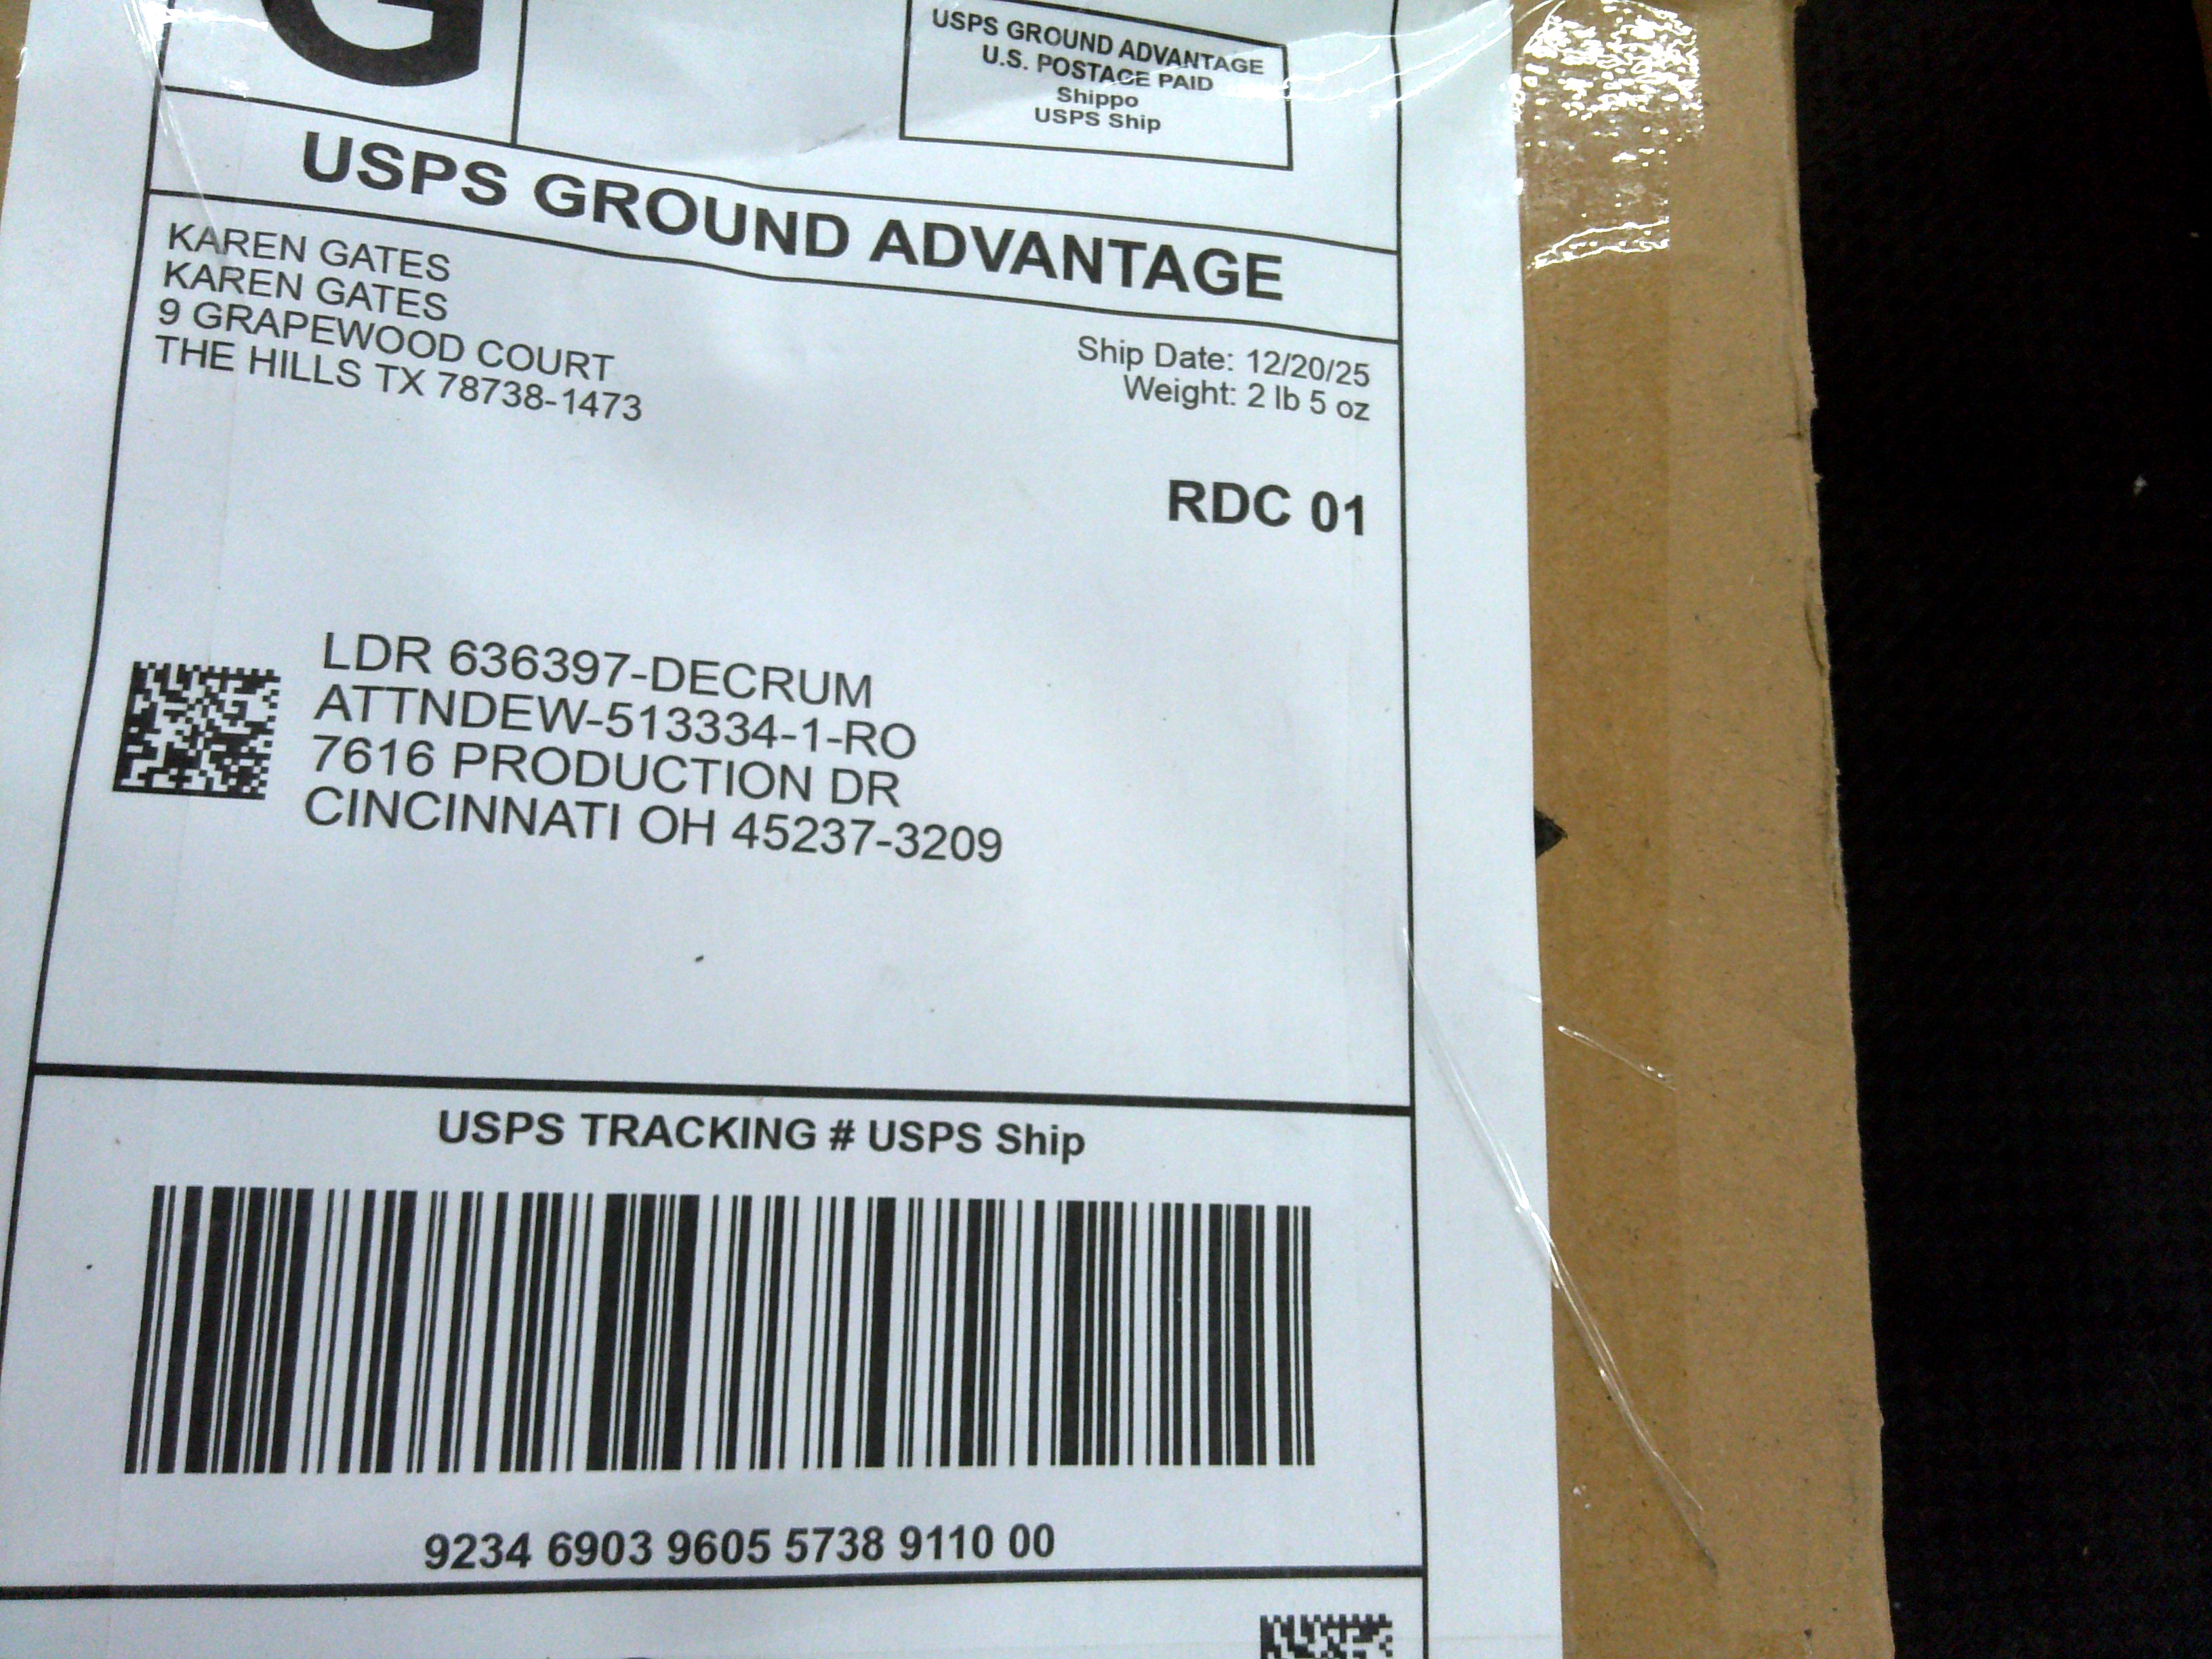 G
USPS GROUND ADVANTAGE
U.S. POSTAGE PAID
Shippo
USPS Ship
USPS GROUND ADVANTAGE
KAREN GATES
KAREN GATES
9 GRAPEWOOD COURT
THE HILLS TX 78738-1473
Ship Date: 12/20/25
Weight: 2 lb 5 oz
RDC 01
LDR 636397-DECRUM
ATTNDEW-513334-1-RO
7616 PRODUCTION DR
CINCINNATI OH 45237-3209
USPS TRACKING # USPS Ship
9234 6903 9605 5738 9110 00